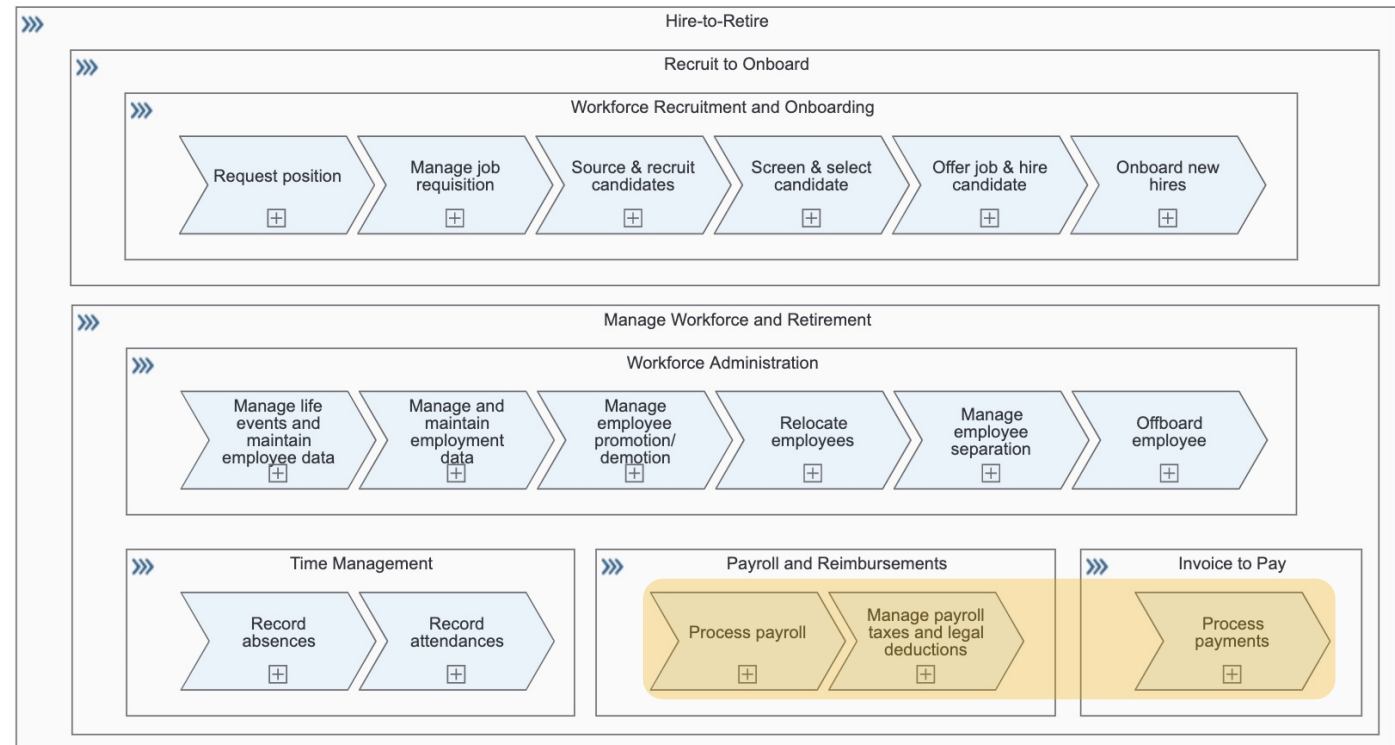 Hire-to-Retire
Recruit to Onboard
Workforce Recruitment and Onboarding
Request position
Manage job
requisition
Source & recruit
candidates
Screen & select
candidate
Offer job & hire
candidate
Onboard new
hires
Manage Workforce and Retirement
Workforce Administration
Manage life
events and
maintain
employee data
Manage and
maintain
employment
data
Manage
employee
promotion/
demotion
Relocate
employees
Manage
employee
separation
Offboard
employee
Time Management
Record
absences
Record
attendances
Payroll and Reimbursements
Process payroll
Manage payroll
taxes and legal
deductions
Invoice to Pay
Process
payments